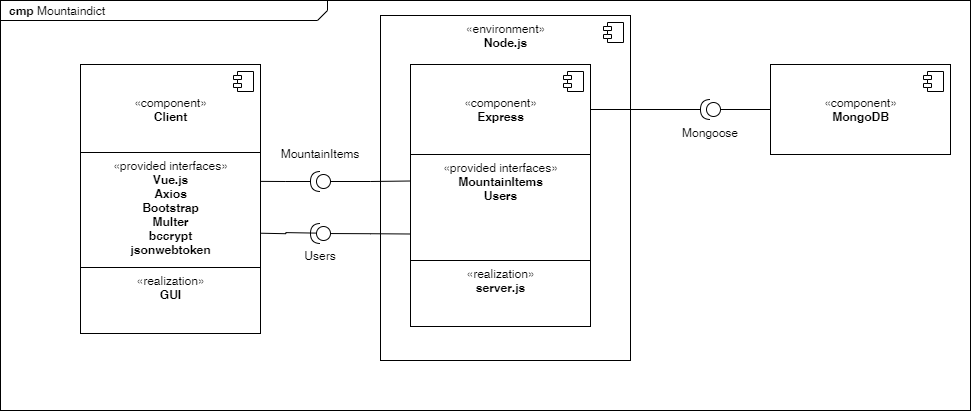 cmp Mountaindict
«environment»
Node.js
«component»
Client
«provided interfaces»
Vue.js
Axios
Bootstrap
Multer
bccrypt
jsonwebtoken
«realization»
GUI
MountainItems
Users
«component»
Express
«provided interfaces»
MountainItems
Users
«realization»
server.js
Mongoose
«component»
MongoDB